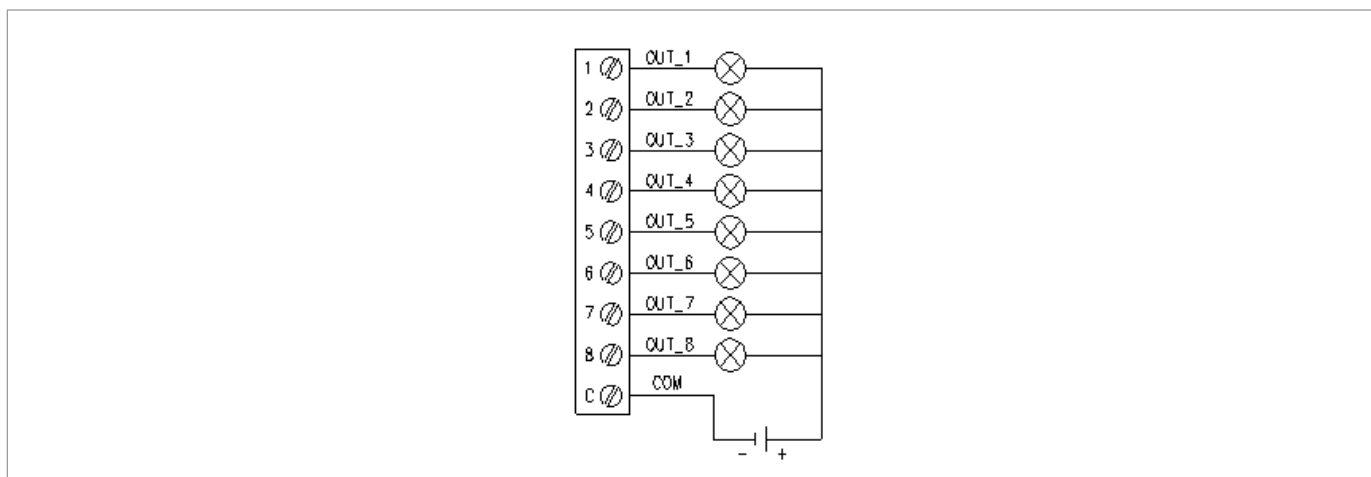 1 OUT_1
2 OUT_2
3 OUT_3
4 OUT_4
5 OUT_5
6 OUT_6
7 OUT_7
8 OUT_8
C COM
- +